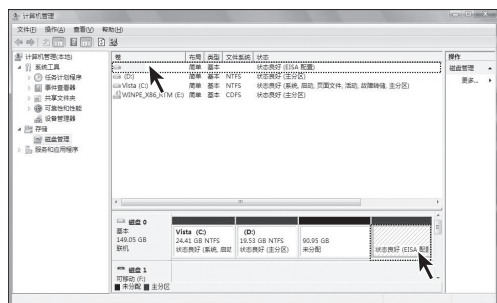 计算机管理
文件(F) 操作(A) 查看(V) 帮助(H)
计算机管理(本地)
系统工具
任务计划程序
事件查看器
共享文件夹
可靠性和性能
设备管理器
存储
磁盘管理
服务和应用程序
卷 布局 类型 文件系统 状态
简单 基本 状态良好 (EISA 配置)
(D:) 简单 基本 NTFS 状态良好 (主分区)
Vista (C:) 简单 基本 NTFS 状态良好 (系统, 启动, 页面文件, 活动, 故障转储, 主分区)
WINPE_X86_RTM (E:) 简单 基本 CDFS 状态良好 (主分区)
操作
磁盘管理
更多...
磁盘 0
基本
149.05 GB
联机
Vista (C:)
24.41 GB NTFS
状态良好 (系统, 启动
(D:)
19.53 GB NTFS
状态良好 (主分区)
90.95 GB
未分配
状态良好 (EISA 配置
磁盘 1
可移动 (F:)
未分配 主分区